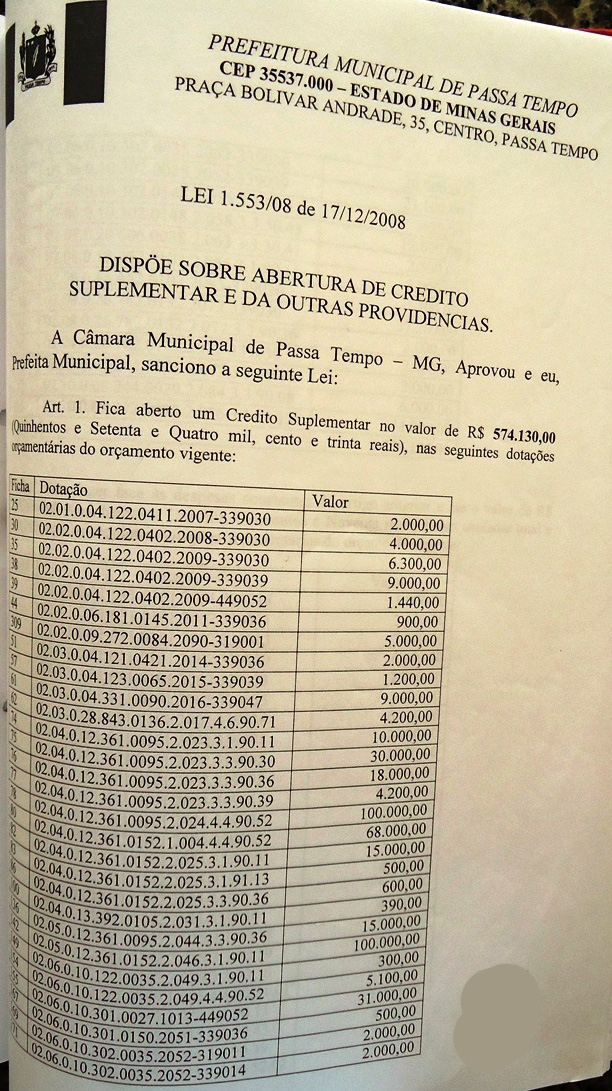 PREFEITURA MUNICIPAL DE PASSA TEMPO
CEP 35537.000 – ESTADO DE MINAS GERAIS
PRAÇA BOLIVAR ANDRADE, 35, CENTRO, PASSA TEMPO
LEI 1.553/08 de 17/12/2008
DISPÕE SOBRE ABERTURA DE CREDITO
SUPLEMENTAR E DA OUTRAS PROVIDENCIAS.
A Câmara Municipal de Passa Tempo – MG, Aprovou e eu,
Prefeita Municipal, sanciono a seguinte Lei:
Art. 1. Fica aberto um Credito Suplementar no valor de R$ 574.130,00
(Quinhentos e Setenta e Quatro mil, cento e trinta reais), nas seguintes dotações
orçamentárias do orçamento vigente:
Ficha Dotação Valor
25 02.01.0.04.122.0411.2007-339030 2.000,00
30 02.02.0.04.122.0402.2008-339030 4.000,00
35 02.02.0.04.122.0402.2009-339030 6.300,00
38 02.02.0.04.122.0402.2009-339039 9.000,00
39 02.02.0.04.122.0402.2009-449052 1.440,00
44 02.02.0.06.181.0145.2011-339036 900,00
309 02.02.0.09.272.0084.2090-319001 5.000,00
51 02.03.0.04.121.0421.2014-339036 2.000,00
57 02.03.0.04.123.0065.2015-339039 1.200,00
02.03.0.04.331.0090.2016-339047 9.000,00
02.03.0.28.843.0136.2.017.4.6.90.71 4.200,00
02.04.0.12.361.0095.2.023.3.1.90.11 10.000,00
02.04.0.12.361.0095.2.023.3.3.90.30 30.000,00
02.04.0.12.361.0095.2.023.3.3.90.36 18.000,00
02.04.0.12.361.0095.2.023.3.3.90.39 4.200,00
02.04.0.12.361.0095.2.024.4.4.90.52 100.000,00
02.04.0.12.361.0152.1.004.4.4.90.52 68.000,00
02.04.0.12.361.0152.2.025.3.1.90.11 15.000,00
02.04.0.12.361.0152.2.025.3.1.91.13 500,00
02.04.0.12.361.0152.2.025.3.3.90.36 600,00
02.04.0.13.392.0105.2.031.3.1.90.11 390,00
02.05.0.12.361.0095.2.044.3.3.90.36 15.000,00
02.05.0.12.361.0152.2.046.3.1.90.11 100.000,00
02.06.0.10.122.0035.2.049.3.1.90.11 300,00
02.06.0.10.122.0035.2.049.4.4.90.52 5.100,00
02.06.0.10.301.0027.1013-449052 31.000,00
02.06.0.10.301.0150.2051-339036 500,00
02.06.0.10.302.0035.2052-319011 2.000,00
02.06.0.10.302.0035.2052-339014 2.000,00